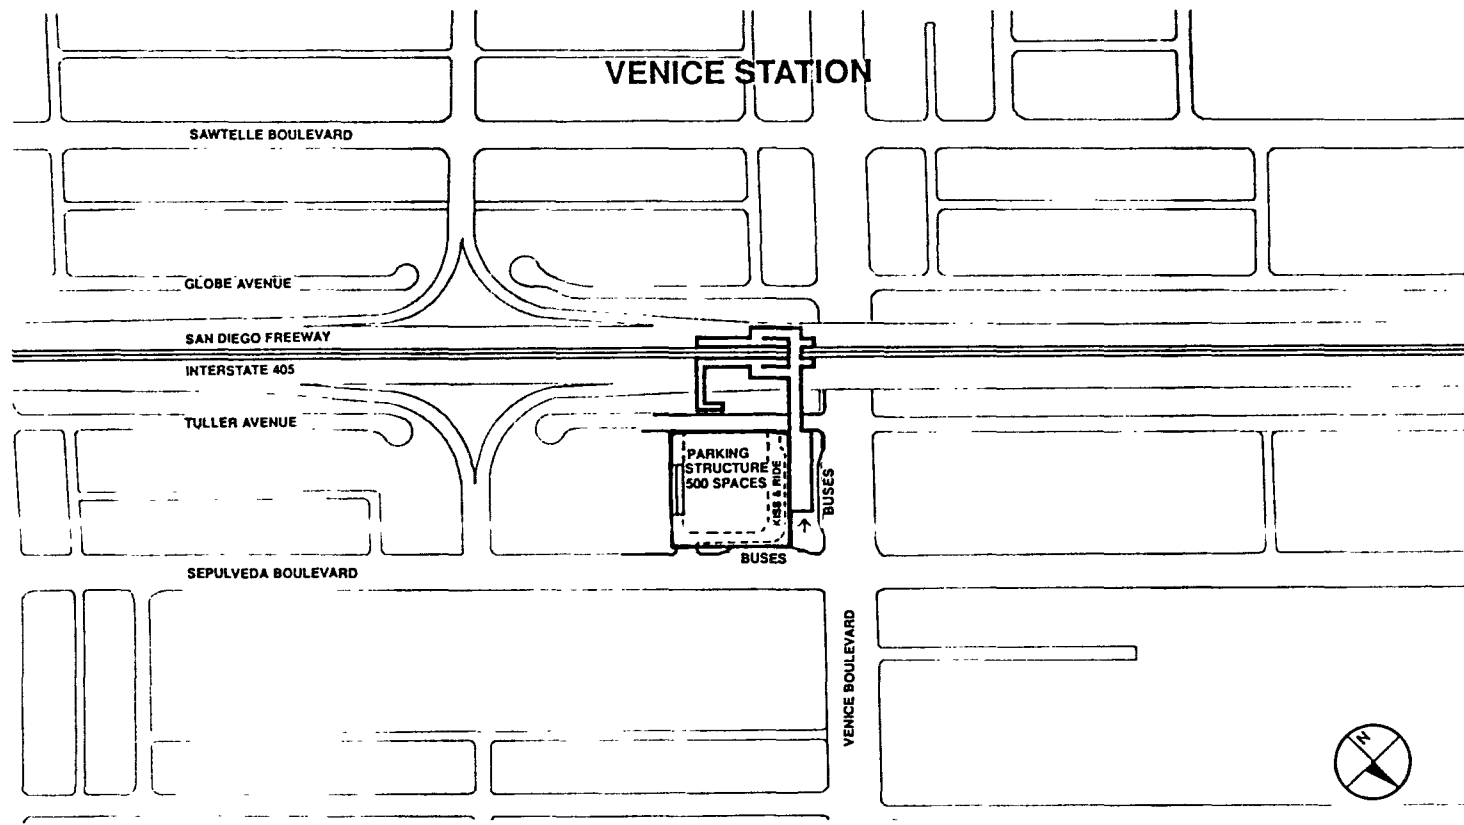 VENICE STATION
SAWTELLE BOULEVARD
GLOBE AVENUE
SAN DIEGO FREEWAY
INTERSTATE 405
TULLER AVENUE
PARKING
STRUCTURE
500 SPACES
KISS & RIDE
BUSES
BUSES
SEPULVEDA BOULEVARD
VENICE BOULEVARD
N